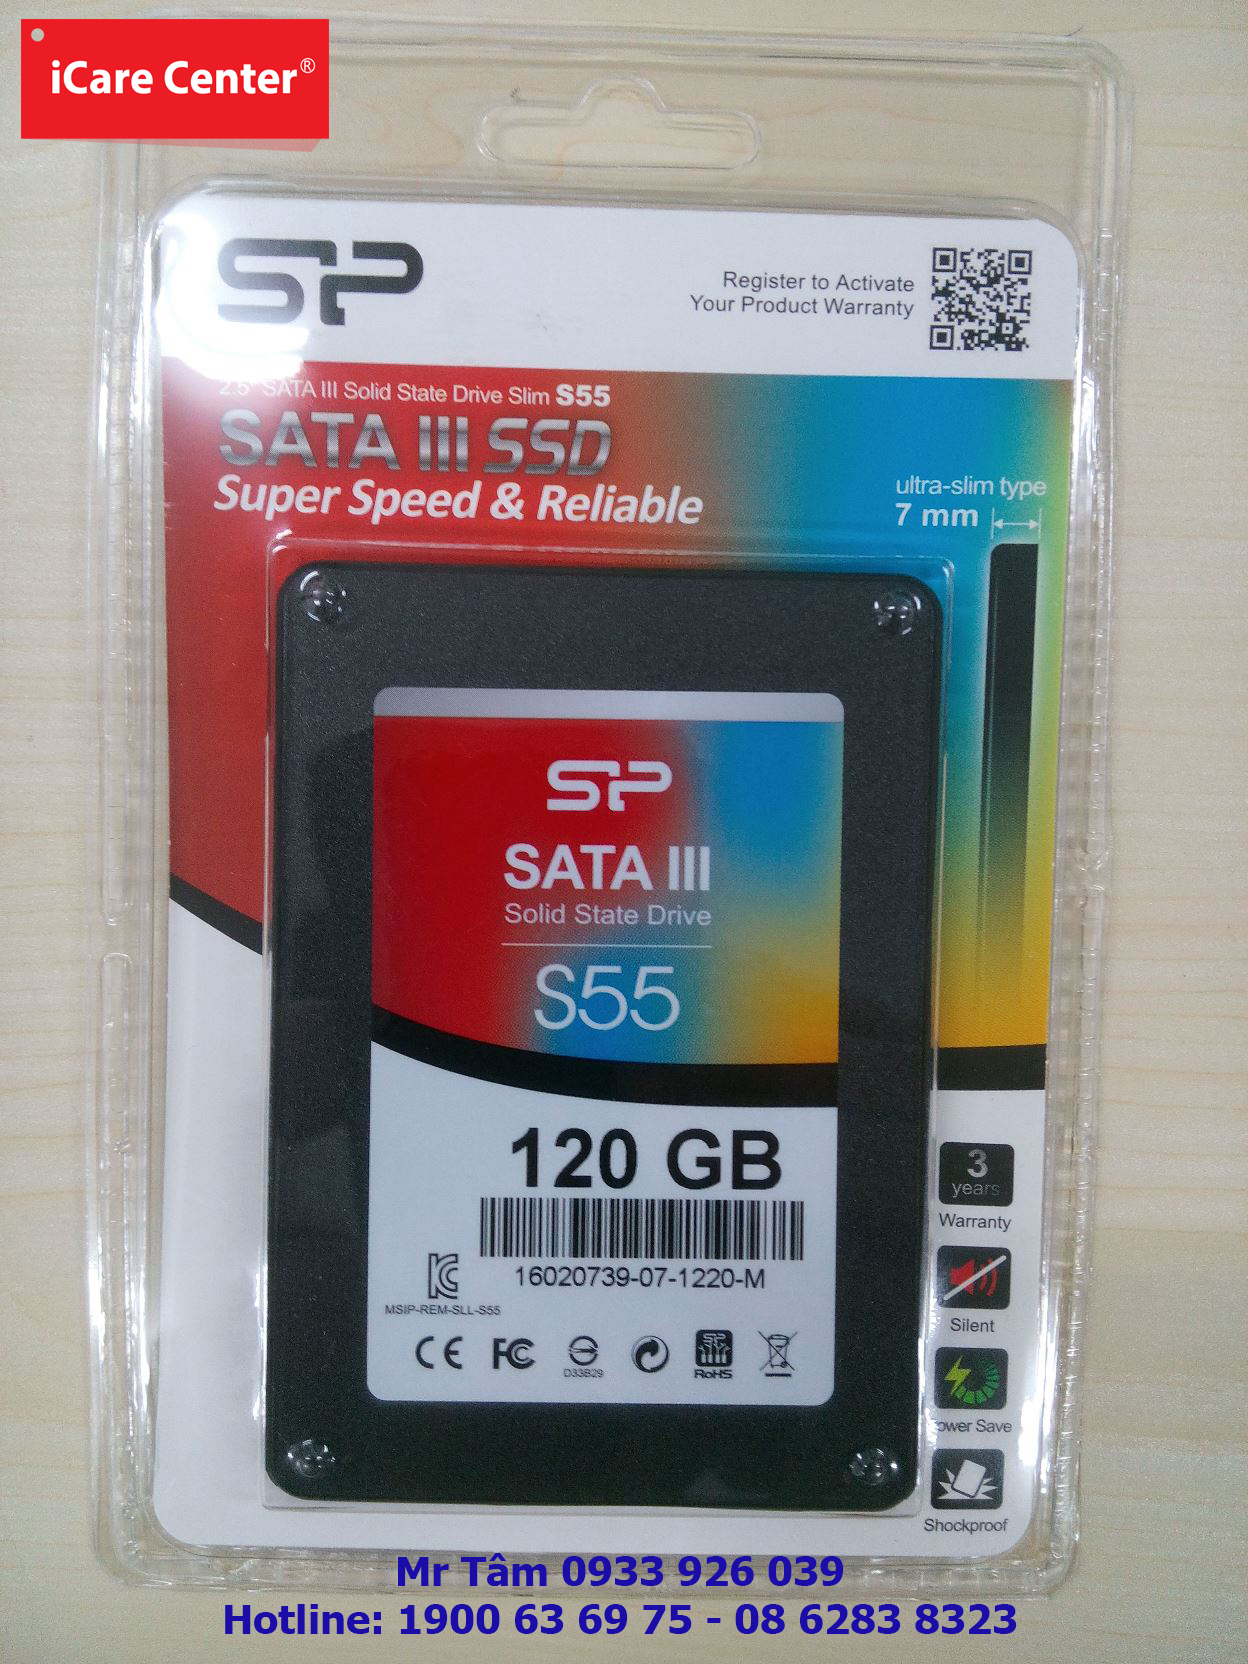 iCare Center®
SP
Register to Activate
Your Product Warranty
2.5" SATA III Solid State Drive Slim S55
SATA III SSD
Super Speed & Reliable
ultra-slim type
7 mm
SP
SATA III
Solid State Drive
S55
120 GB
16020739-07-1220-M
MSIP-REM-SLL-S55
CE FC
D33B29
SP
RoHS
3
years
Warranty
Silent
ower Save
Shockproof
Mr Tâm 0933 926 039
Hotline: 1900 63 69 75 - 08 6283 8323